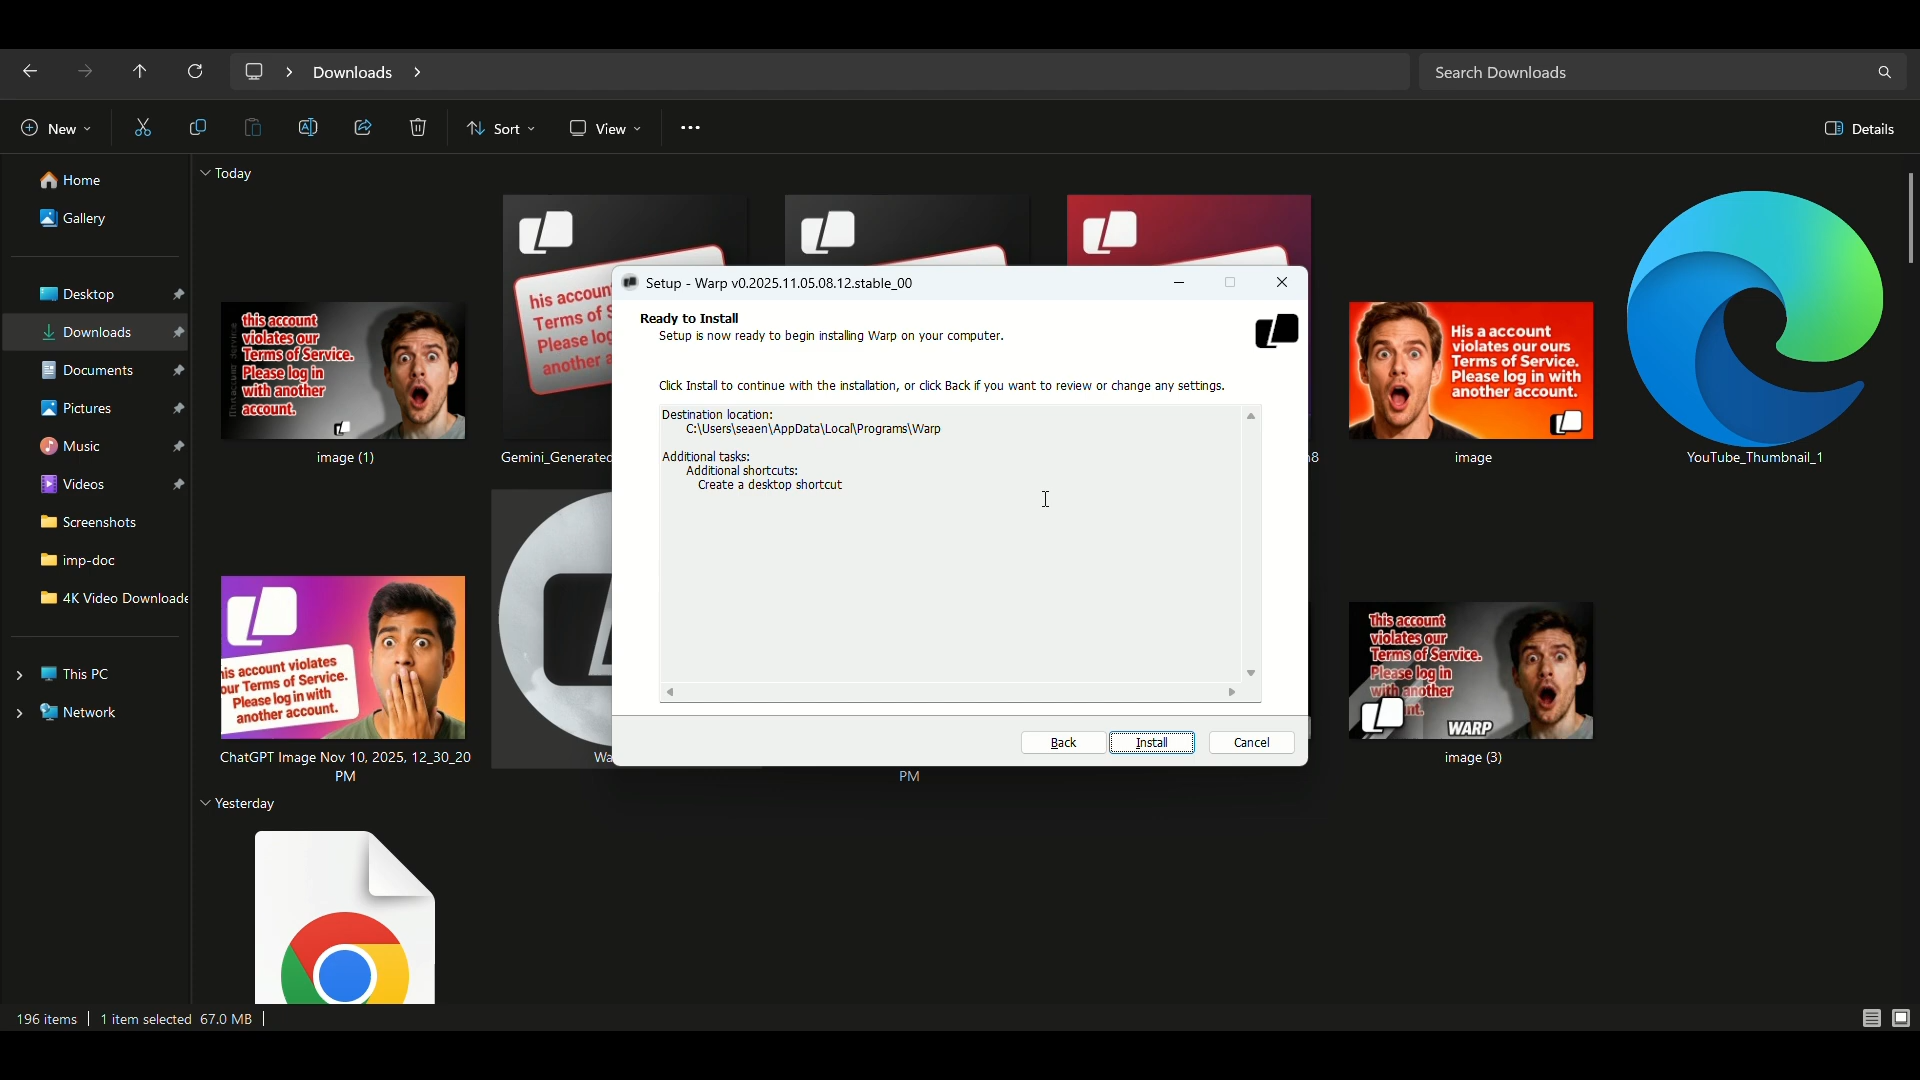 Downloads
Search Downloads
New
Sort
View
Details
Home
Gallery
Desktop
Downloads
Documents
Pictures
Music
Videos
Screenshots
imp-doc
4K Video Downloade
This PC
Network
Today
this account
violates our
Terms of Service.
Please log in
with another
account.
image (1)
his accoun
Terms of S
Please log
another a
Gemini_Generated
Setup - Warp v0.2025.11.05.08.12.stable_00
Ready to Install
Setup is now ready to begin installing Warp on your computer.
Click Install to continue with the installation, or click Back if you want to review or change any settings.
Destination location:
C:\Users\seaen\AppData\Local\Programs\Warp
Additional tasks:
Additional shortcuts:
Create a desktop shortcut
Back
Install
Cancel
His a account
violates our ours
Terms of Service.
Please log in with
another account.
image
YouTube_Thumbnail_1
his account violates
our Terms of Service.
Please log in with
another account.
ChatGPT Image Nov 10, 2025, 12_30_20
PM
Wa
PM
This account
violates our
Terms of Service.
Please log in
with another
nt.
WARP
image (3)
Yesterday
196 items
1 item selected 67.0 MB